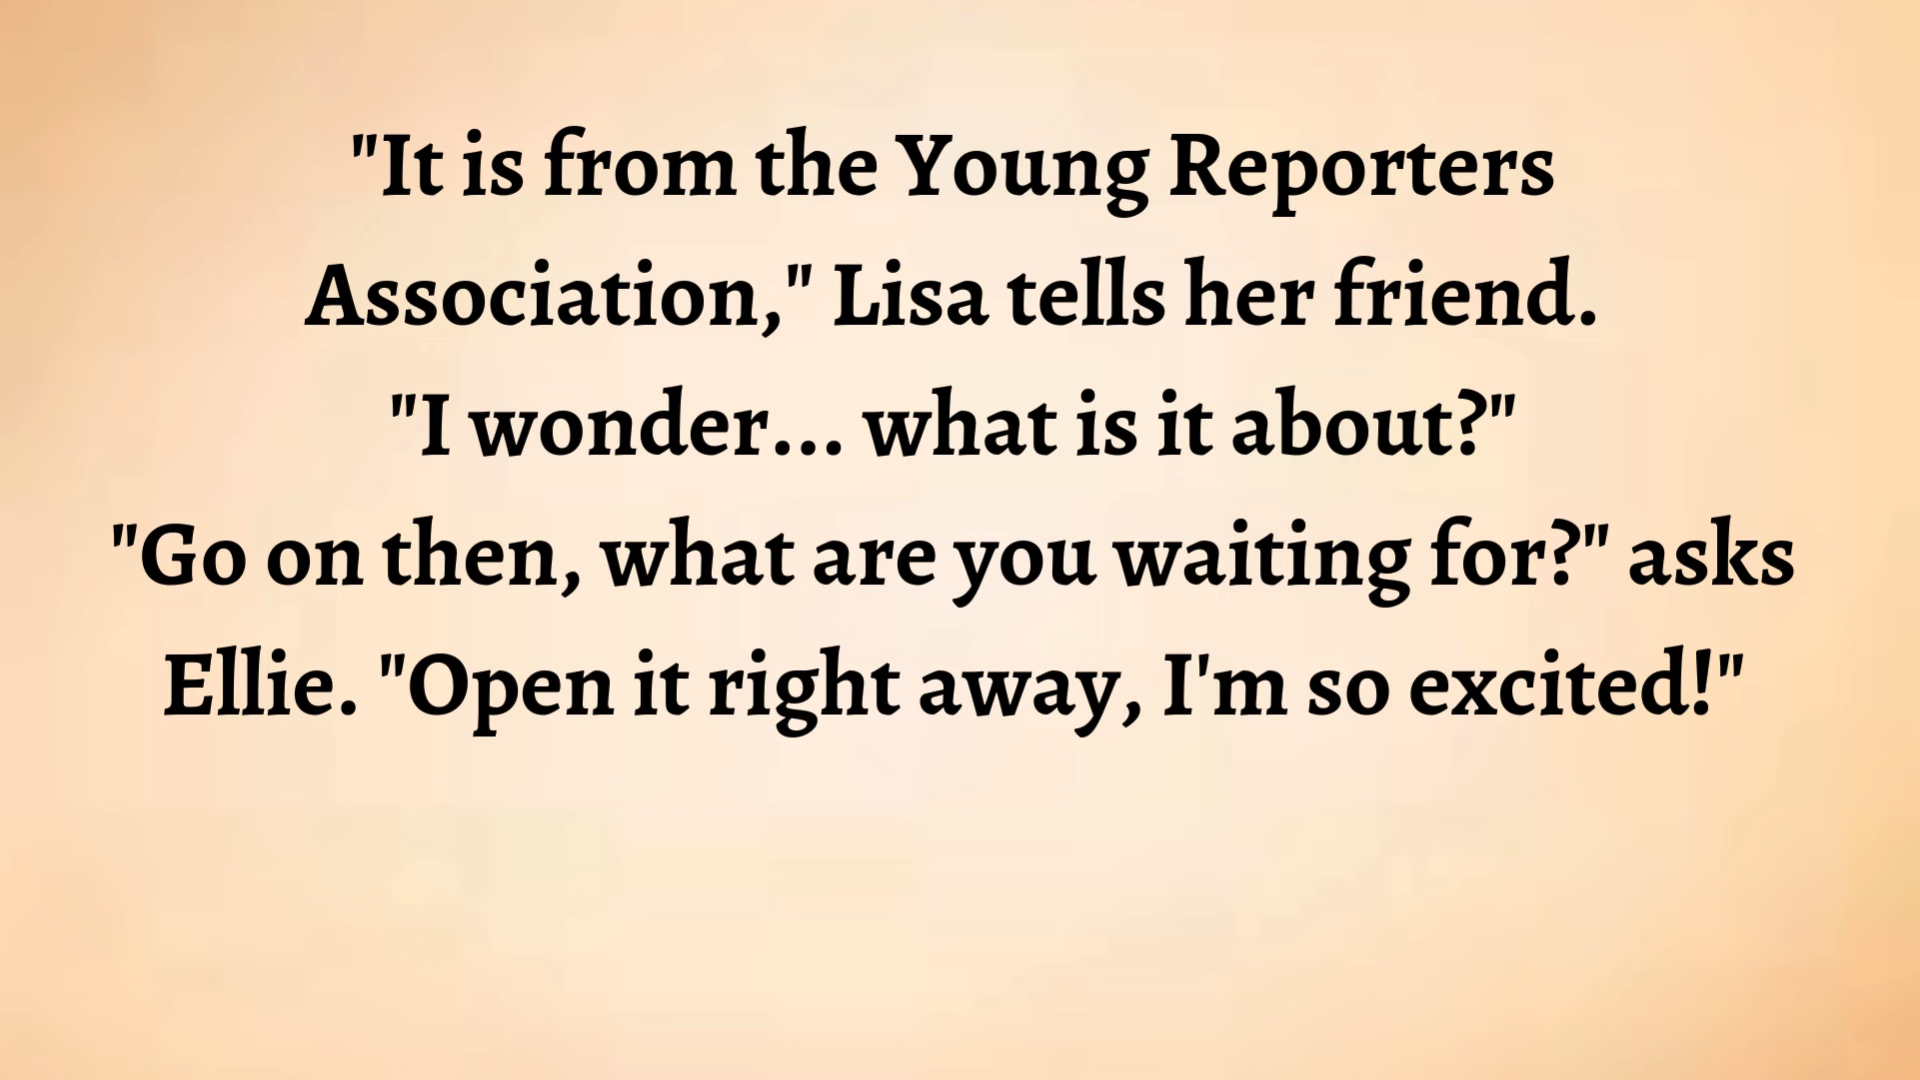 "It is from the Young Reporters
Association," Lisa tells her friend.
"I wonder... what is it about?"
"Go on then, what are you waiting for?" asks
Ellie. "Open it right away, I'm so excited!"